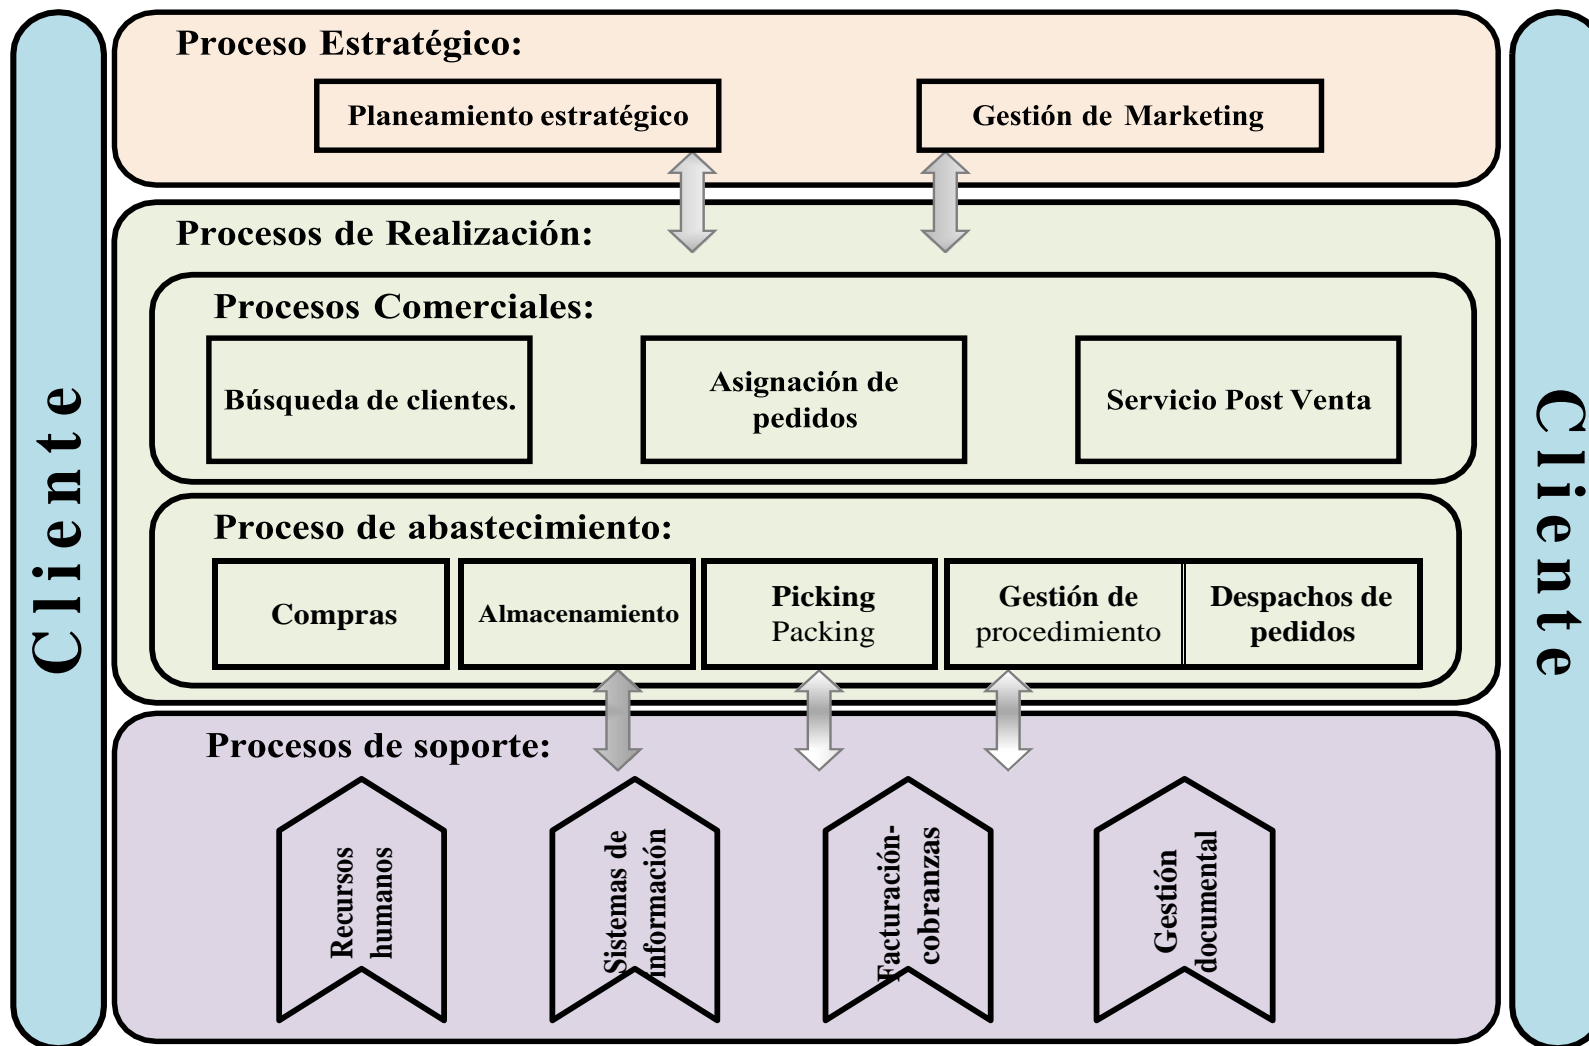 Cliente
Proceso Estratégico:
Planeamiento estratégico
Gestión de Marketing
Procesos de Realización:
Procesos Comerciales:
Búsqueda de clientes.
Asignación de
pedidos
Servicio Post Venta
Proceso de abastecimiento:
Compras
Almacenamiento
Picking
Packing
Gestión de
procedimiento
Despachos de
pedidos
Procesos de soporte:
Recursos
humanos
Sistemas de
información
Facturación-
cobranzas
Gestión
documental
Cliente